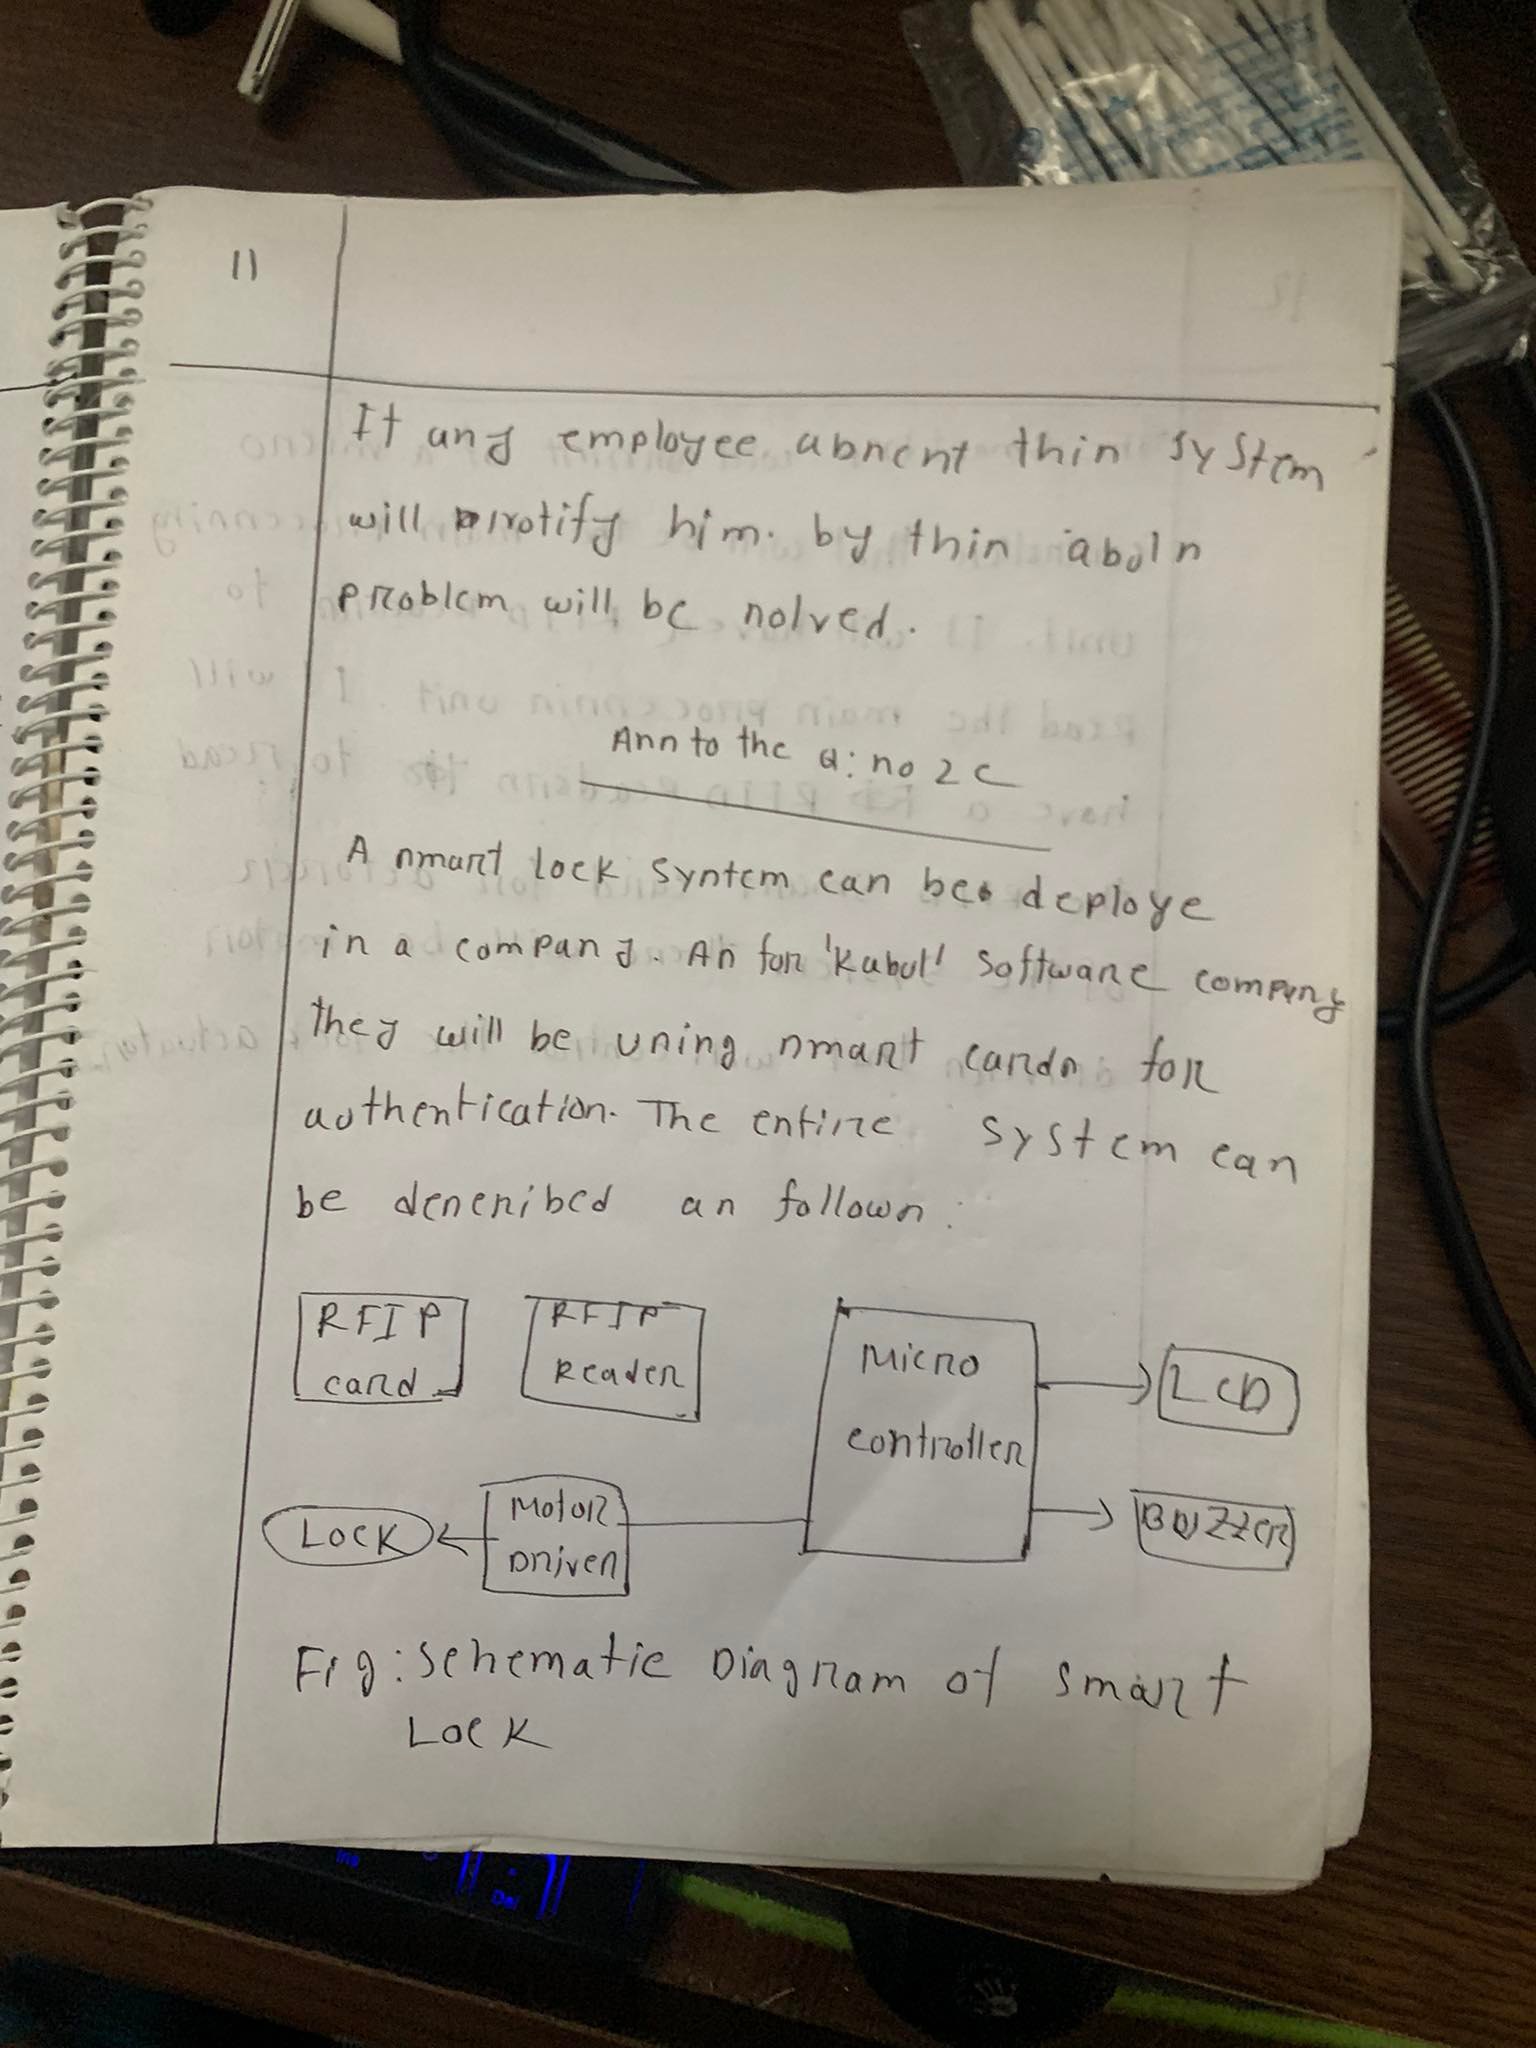 11
If any employee absent this system
will notify him. by this abols
problem will be solved.
Ans to the Q: no 2 c
A smart lock system can be deploye
in a company. As for 'Kabul' software company
they will be using smart cards for
authentication. The entire system can
be described as follows:
RFIP
card
RFIP
Reader
Micro
controller
LCD
LOCK
Motor
Driver
BUZZER
Fig: Schematic Diagram of smart
Lock